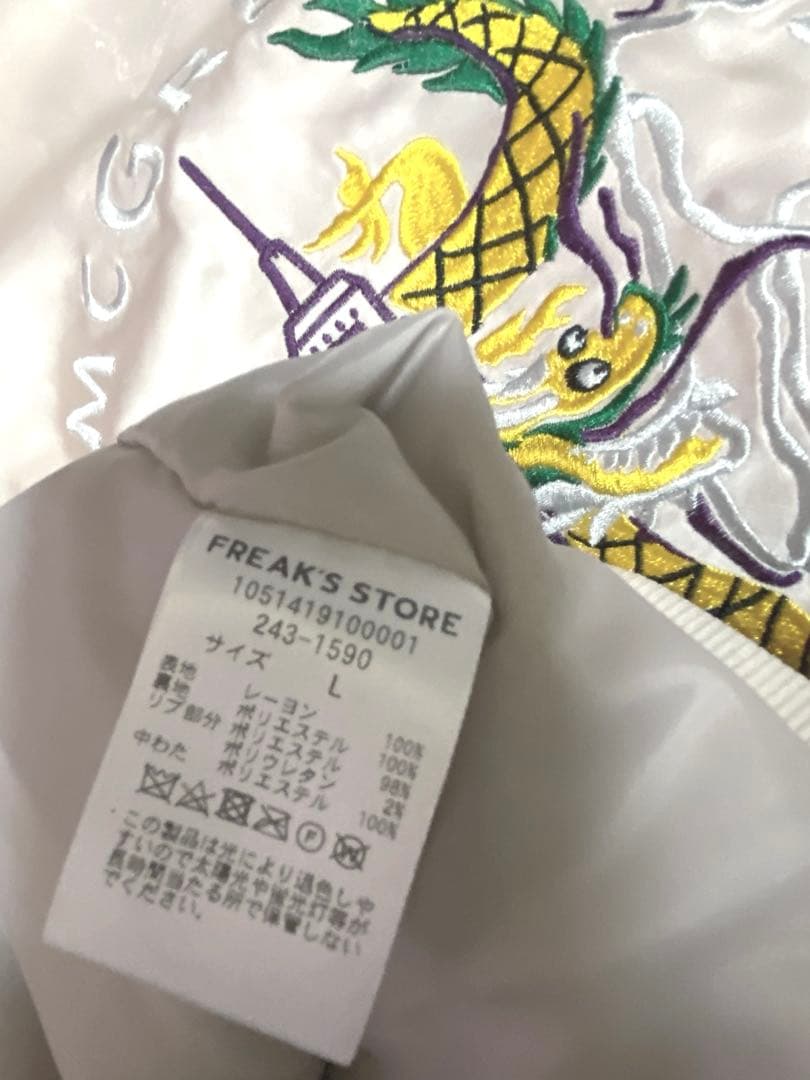 MCG
FREAK'S STORE
1051419100001
243-1590
サイズ L
表地 レーヨン 100%
裏地 ポリエステル 100%
リブ部分 ポリエステル 98%
ポリウレタン 2%
中わた ポリエステル 100%
F
W
・この製品は光により退色しや
すいので太陽光や蛍光灯等が
長時間当たる所で保管しない
でください。